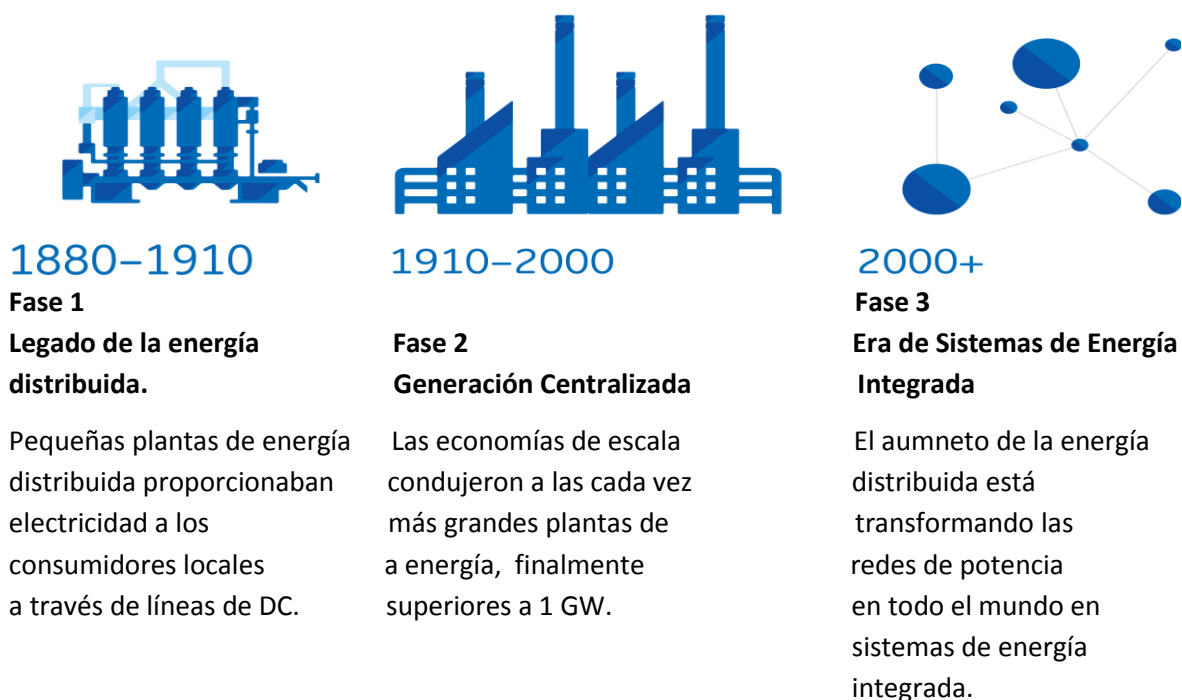 1880–1910
Fase 1
Legado de la energía
distribuida.
Pequeñas plantas de energía
distribuida proporcionaban
electricidad a los
consumidores locales
a través de líneas de DC.
1910–2000
Fase 2
Generación Centralizada
Las economías de escala
condujeron a las cada vez
más grandes plantas de
a energía, finalmente
superiores a 1 GW.
2000+
Fase 3
Era de Sistemas de Energía
Integrada
El aumneto de la energía
distribuida está
transformando las
redes de potencia
en todo el mundo en
sistemas de energía
integrada.